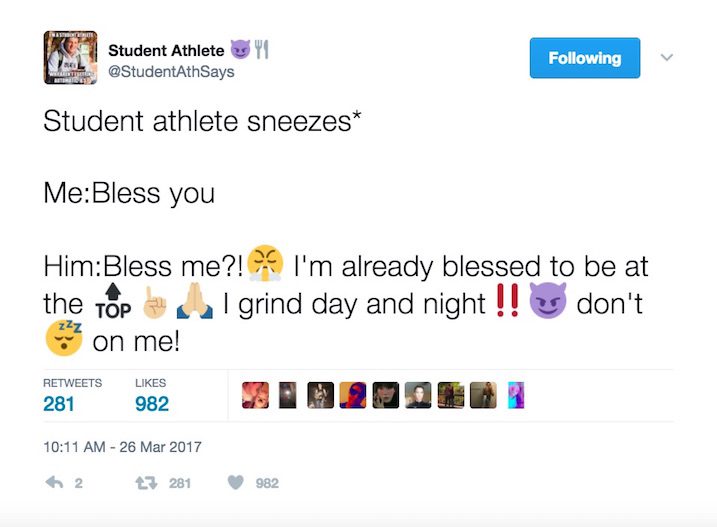 Student Athlete 😈🍴
@StudentAthSays
Following
Student athlete sneezes*
Me:Bless you
Him:Bless me?!😤 I'm already blessed to be at
the 🔝☝🏼🙏🏼 I grind day and night‼️😈 don't
😴 on me!
RETWEETS LIKES
281 982
10:11 AM - 26 Mar 2017
2 281 982